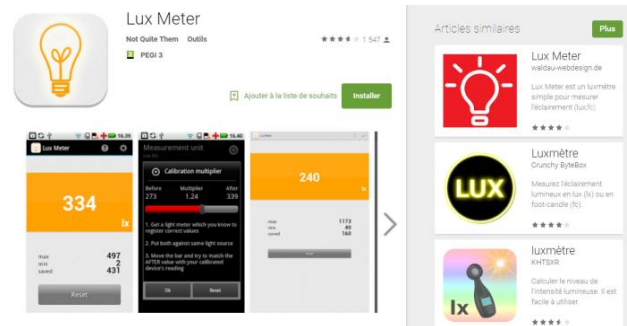 Lux Meter
Not Quite Them Outils
1 547
PEGI 3
Ajouter à la liste de souhaits Installer
16:39
Lux Meter
334
lx
max 497
min 2
saved 431
Reset
16:40
Measurement unit
Calibration multiplier
Before Multiplier After
273 1.24 339
1. Get a light meter which you know to
register correct values
2. Put both against same light source
3. Move the bar and try to match the
AFTER value with your calibrated
device's reading
Ok Reset
240
lx
max 1173
min 40
saved 160
Articles similaires Plus
Lux Meter
waldau-webdesign.de
Lux Meter est un luxmètre
simple pour mesurer
l'éclairement (lux,fc).
LUX
Luxmètre
Crunchy ByteBox
Mesurez l'éclairement
lumineux en lux (lx) ou en
foot-candle (fc).
lx
luxmètre
KHTSXR
Calculer le niveau de
l'intensité lumineuse. Il est
facile à utiliser.